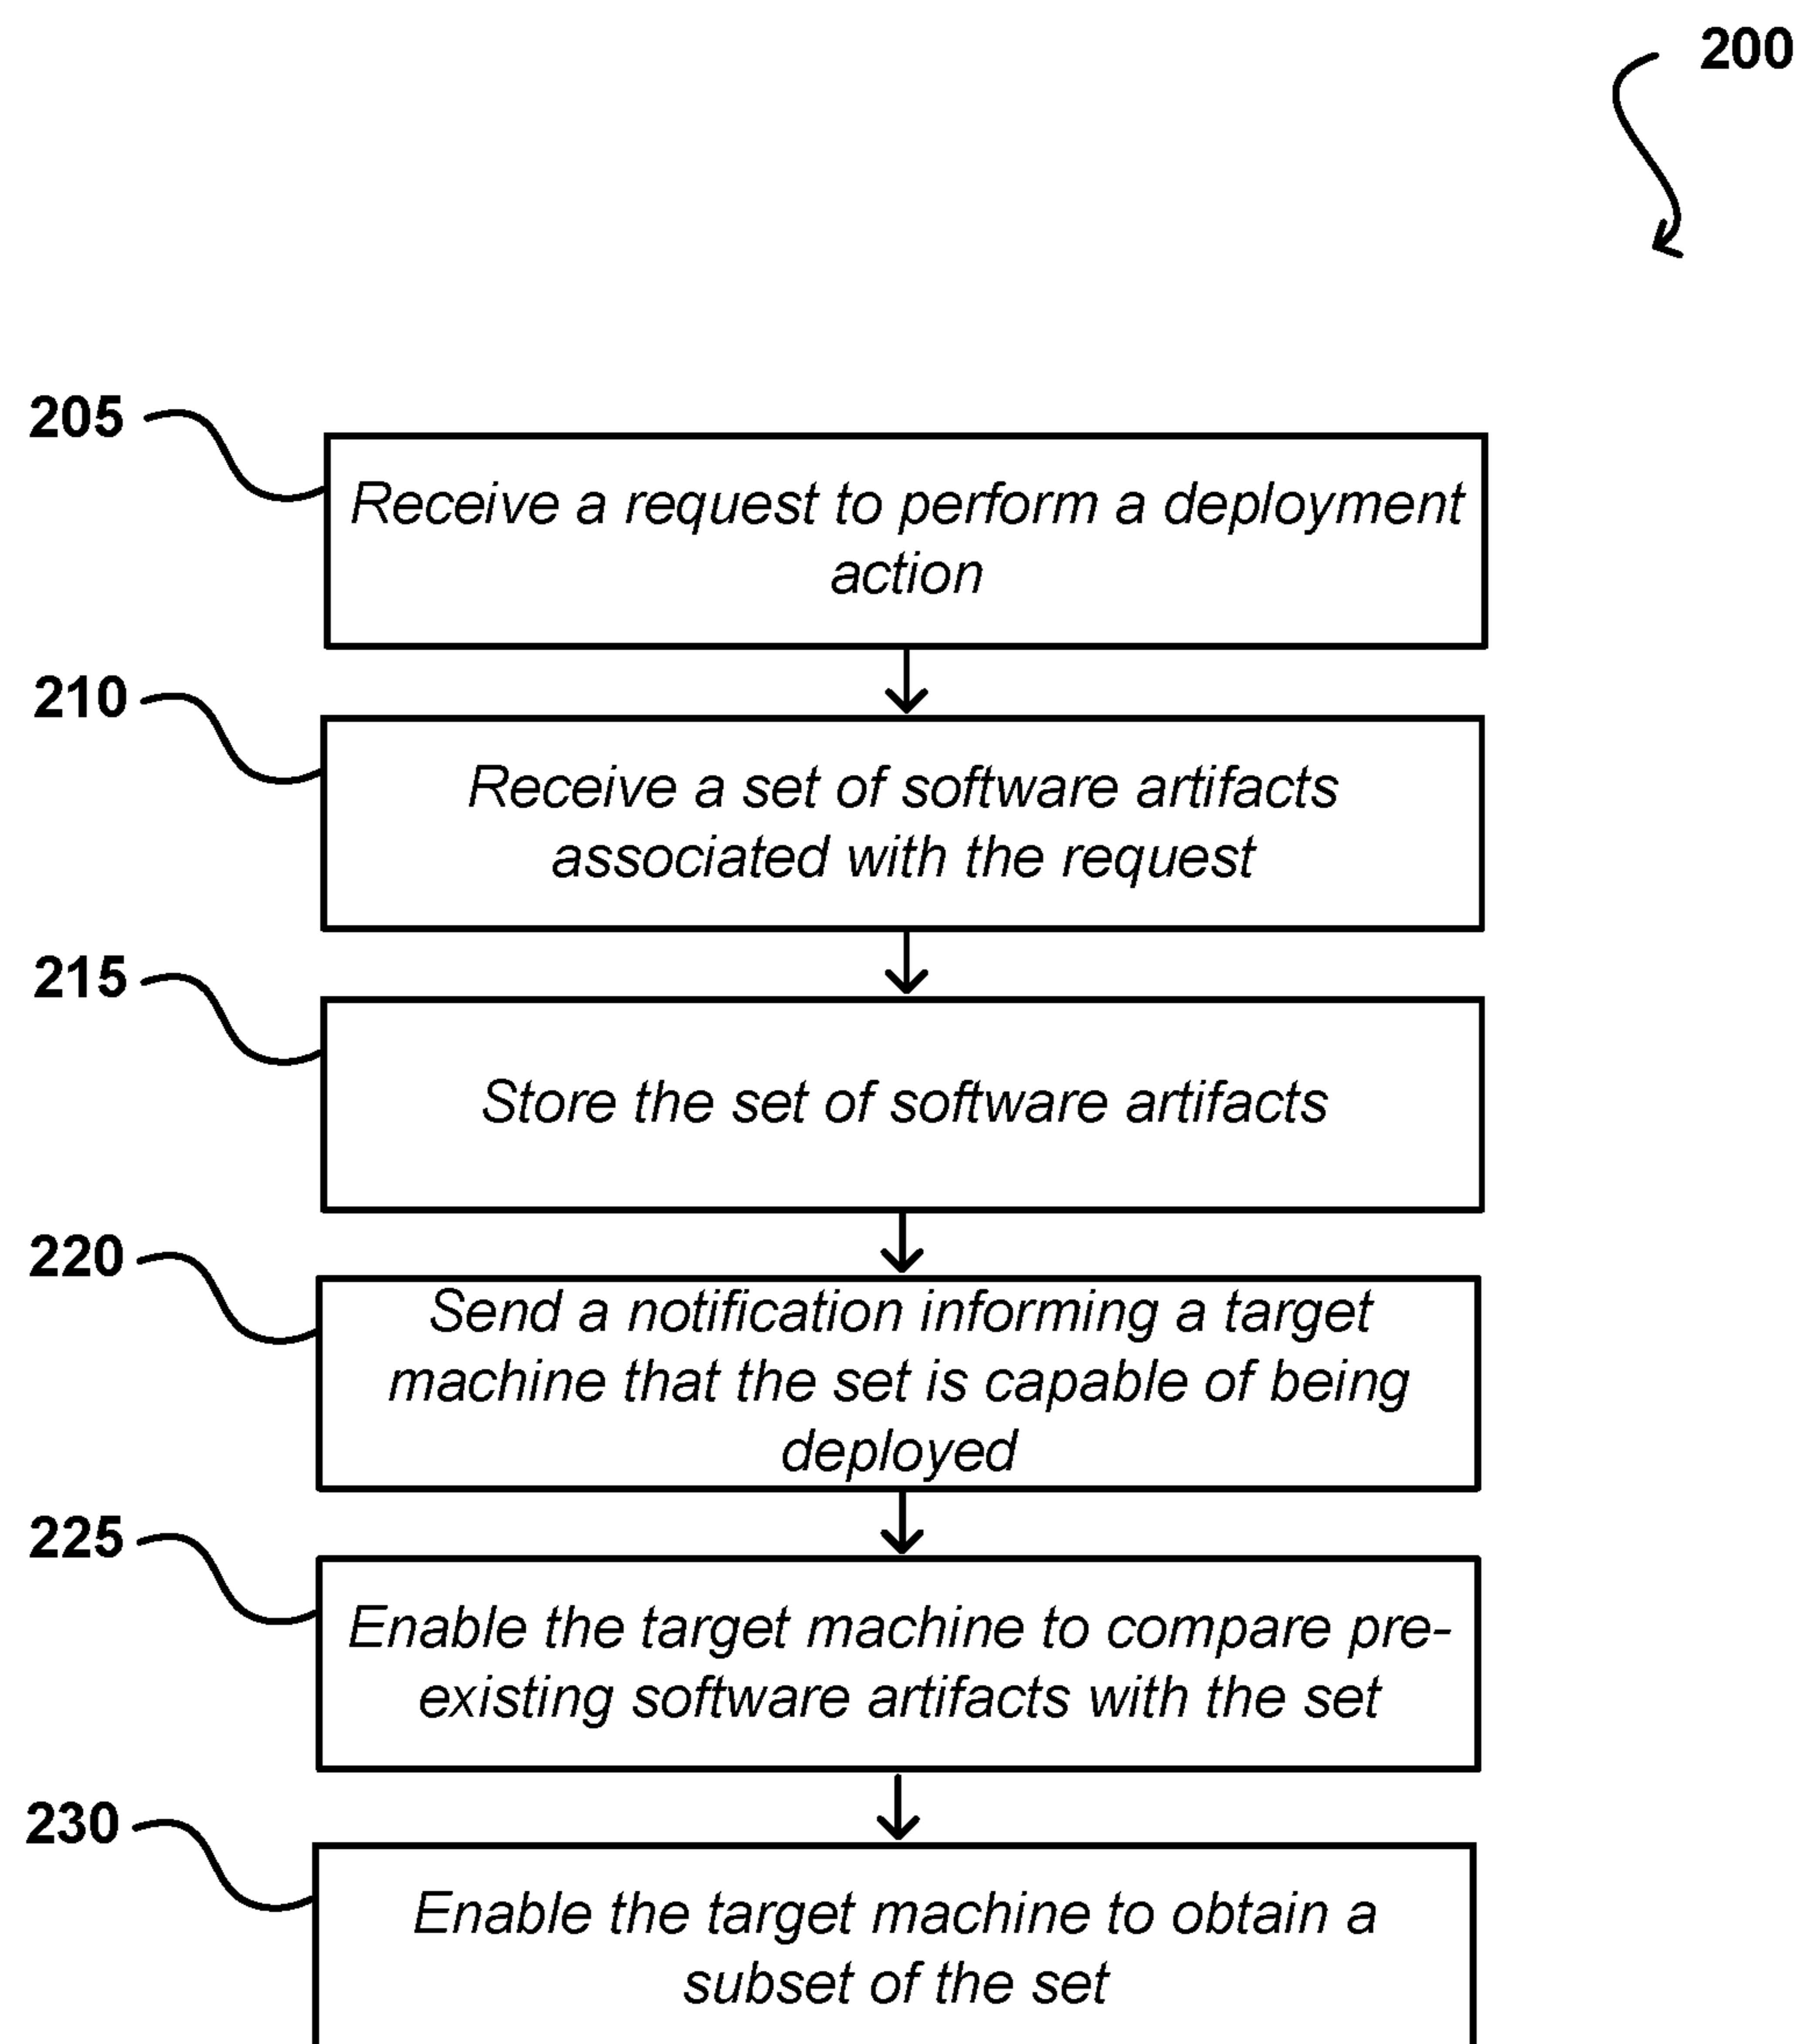 200
205
Receive a request to perform a deployment
action
210
Receive a set of software artifacts
associated with the request
215
Store the set of software artifacts
220
Send a notification informing a target
machine that the set is capable of being
deployed
225
Enable the target machine to compare pre-
existing software artifacts with the set
230
Enable the target machine to obtain a
subset of the set